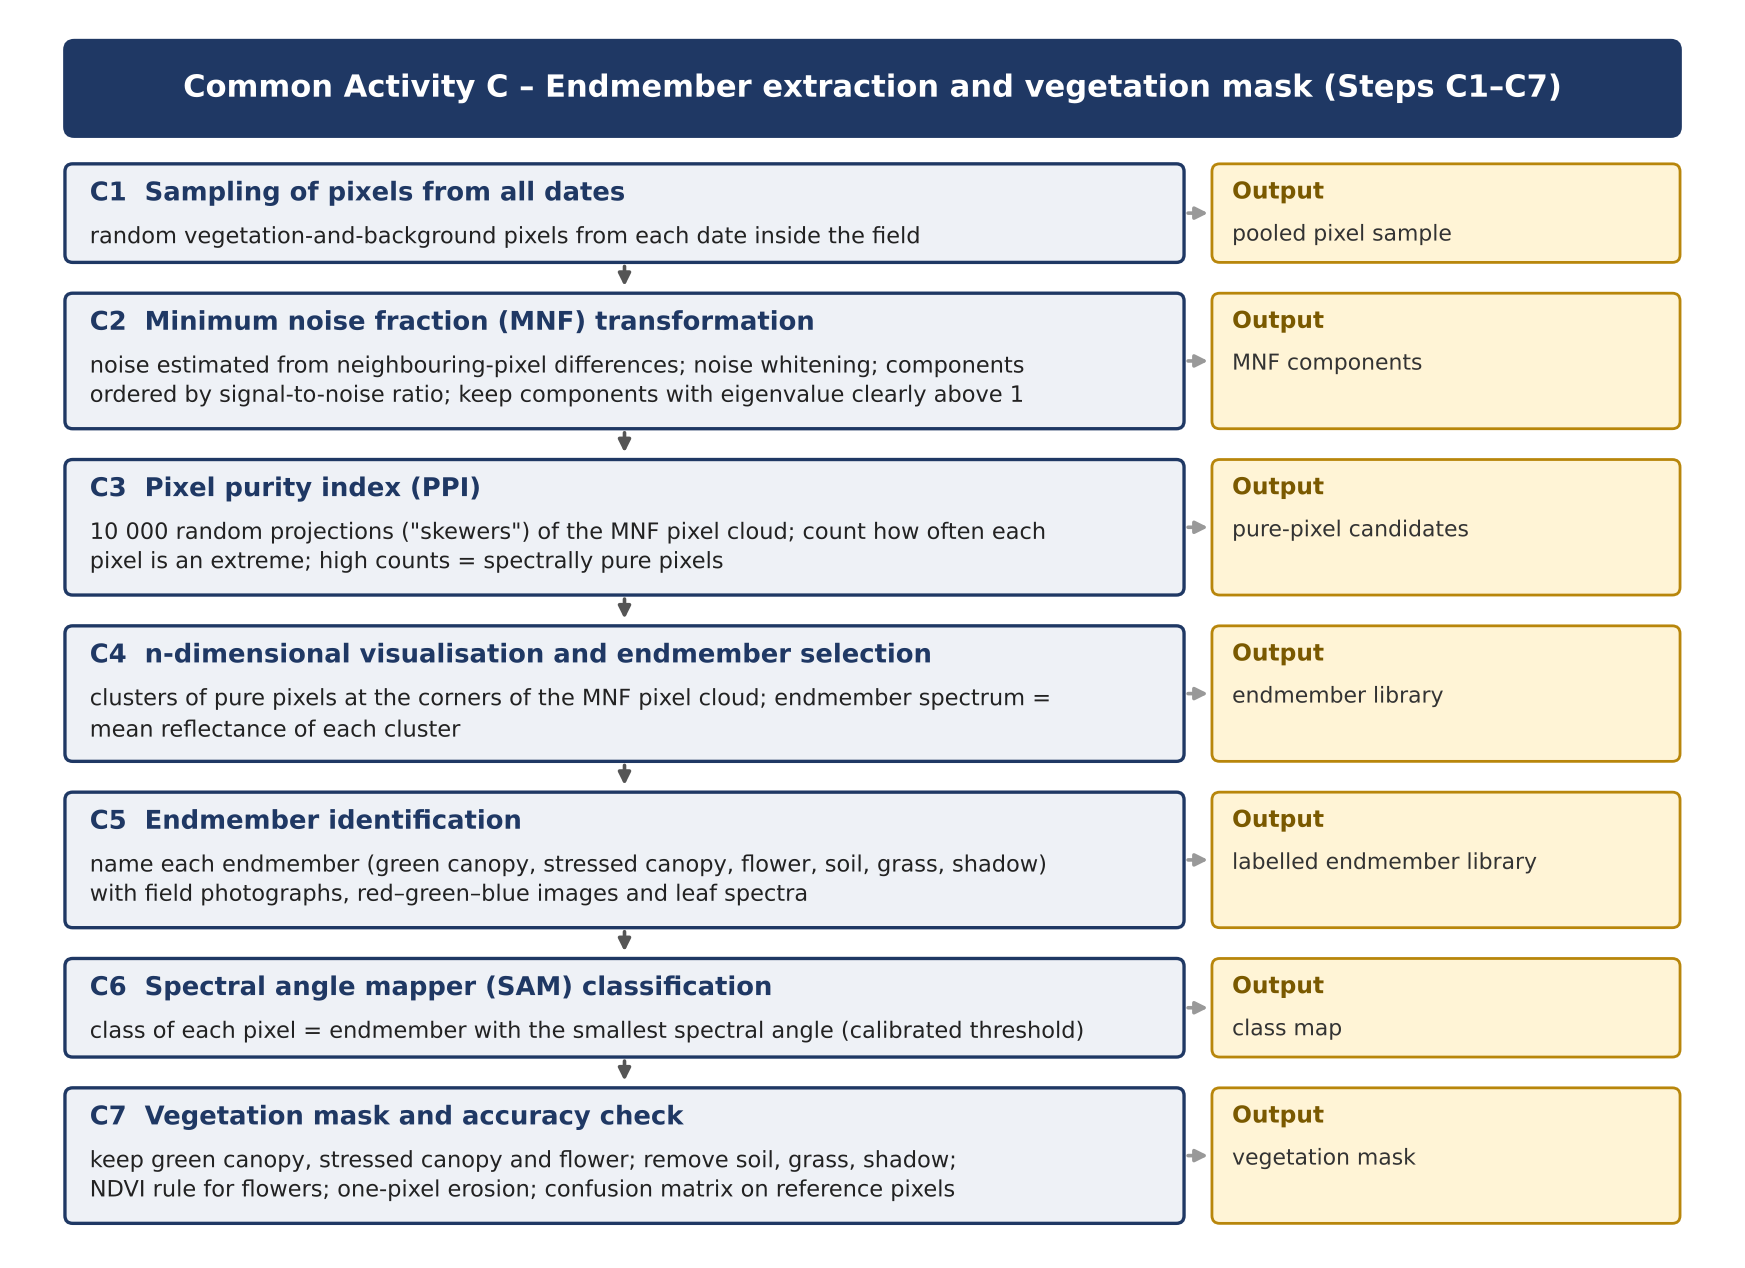 Common Activity C – Endmember extraction and vegetation mask (Steps C1–C7)
C1 Sampling of pixels from all dates
random vegetation-and-background pixels from each date inside the field
Output
pooled pixel sample
C2 Minimum noise fraction (MNF) transformation
noise estimated from neighbouring-pixel differences; noise whitening; components
ordered by signal-to-noise ratio; keep components with eigenvalue clearly above 1
Output
MNF components
C3 Pixel purity index (PPI)
10 000 random projections ("skewers") of the MNF pixel cloud; count how often each
pixel is an extreme; high counts = spectrally pure pixels
Output
pure-pixel candidates
C4 n-dimensional visualisation and endmember selection
clusters of pure pixels at the corners of the MNF pixel cloud; endmember spectrum =
mean reflectance of each cluster
Output
endmember library
C5 Endmember identification
name each endmember (green canopy, stressed canopy, flower, soil, grass, shadow)
with field photographs, red–green–blue images and leaf spectra
Output
labelled endmember library
C6 Spectral angle mapper (SAM) classification
class of each pixel = endmember with the smallest spectral angle (calibrated threshold)
Output
class map
C7 Vegetation mask and accuracy check
keep green canopy, stressed canopy and flower; remove soil, grass, shadow;
NDVI rule for flowers; one-pixel erosion; confusion matrix on reference pixels
Output
vegetation mask